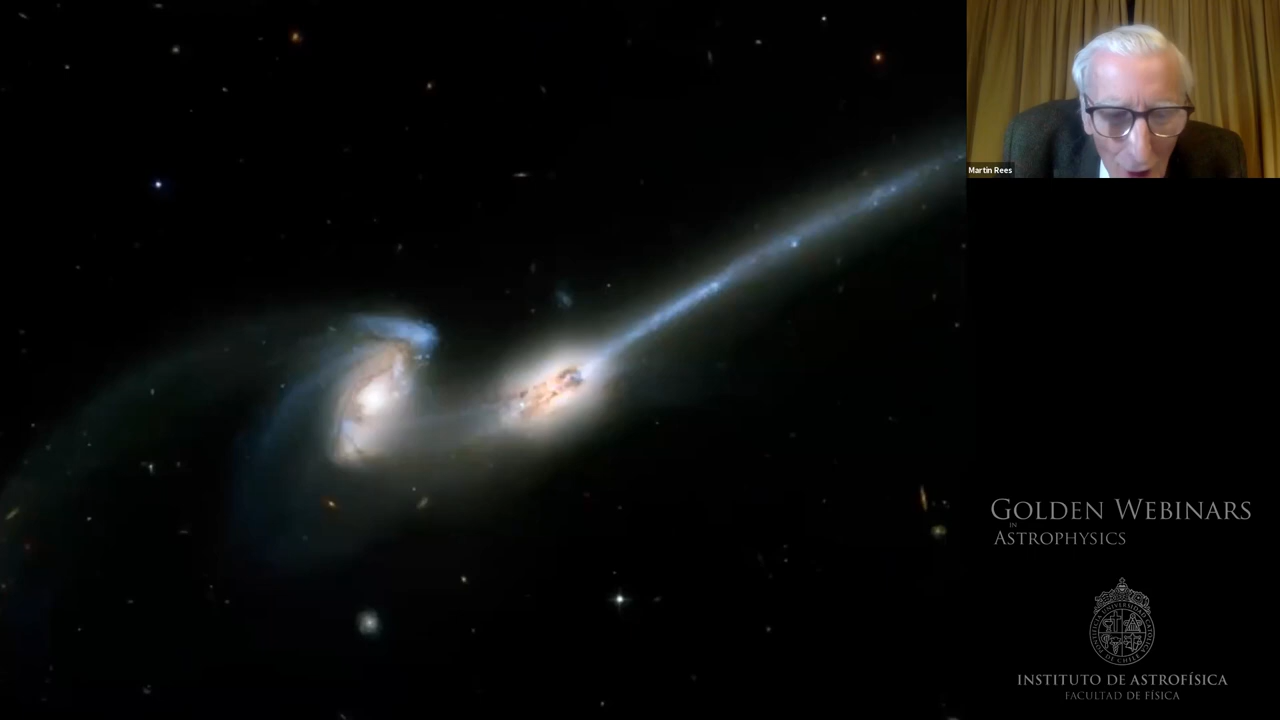 Martin Rees
GOLDEN WEBINARS
IN
ASTROPHYSICS
INSTITUTO DE ASTROFÍSICA
FACULTAD DE FÍSICA